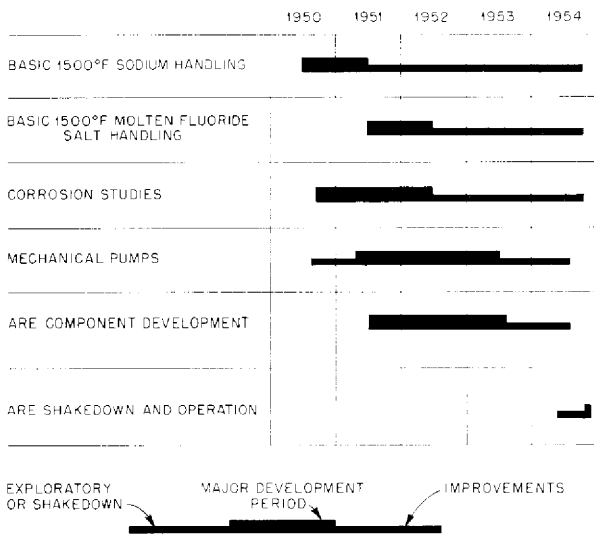 1950 1951 1952 1953 1954
BASIC 1500°F SODIUM HANDLING
BASIC 1500°F MOLTEN FLUORIDE
SALT HANDLING
CORROSION STUDIES
MECHANICAL PUMPS
ARE COMPONENT DEVELOPMENT
ARE SHAKEDOWN AND OPERATION
EXPLORATORY
OR SHAKEDOWN
MAJOR DEVELOPMENT
PERIOD
IMPROVEMENTS